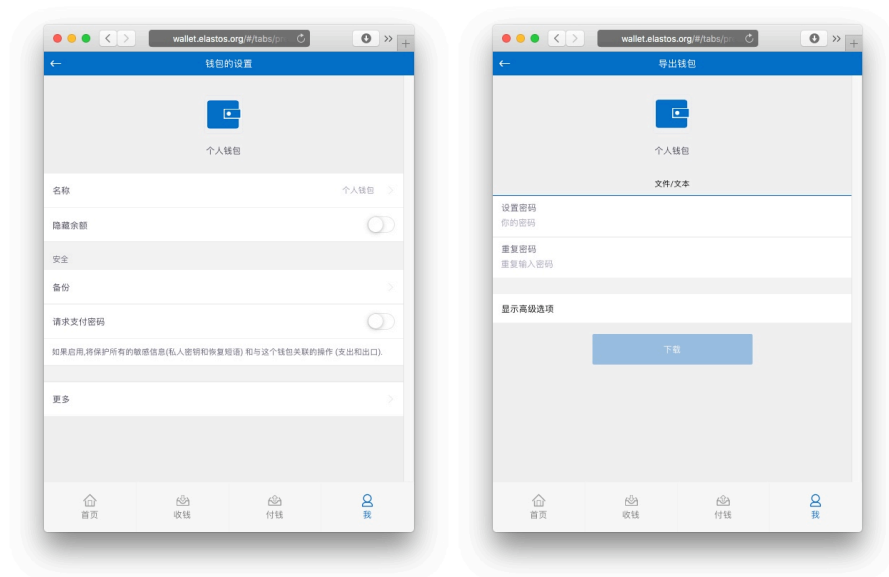 wallet.elastos.org/#/tabs/p
钱包的设置
个人钱包
名称
个人钱包
隐藏余额
安全
备份
请求支付密码
如果启用,将保护所有的敏感信息(私人密钥和恢复短语) 和与这个钱包关联的操作 (支出和出口).
更多
首页
收钱
付钱
我
wallet.elastos.org/#/tabs/p
导出钱包
个人钱包
文件/文本
设置密码
你的密码
重复密码
重复输入密码
显示高级选项
下载
首页
收钱
付钱
我